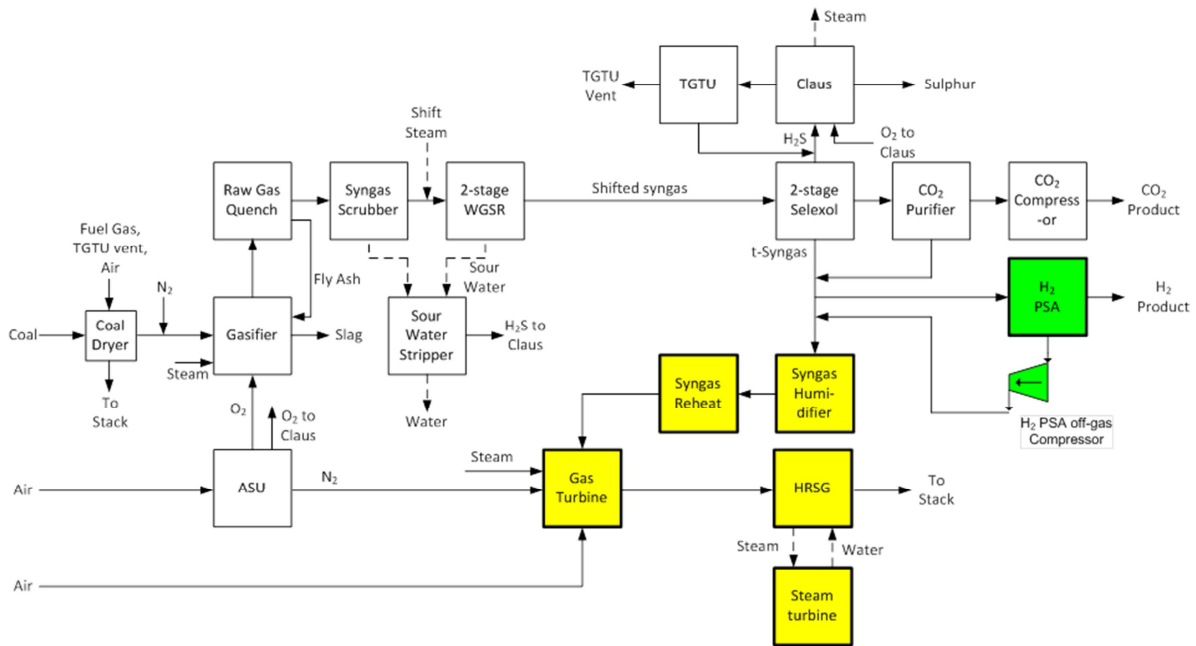 Steam
TGTU
Vent
TGTU
Claus
Sulphur
H₂S
O₂ to
Claus
Shift
Steam
Raw Gas
Quench
Syngas
Scrubber
2-stage
WGSR
Shifted syngas
2-stage
Selexol
CO₂
Purifier
CO₂
Compress
-or
CO₂
Product
Fuel Gas,
TGTU vent,
Air
N₂
Fly Ash
Sour
Water
t-Syngas
Coal
Coal
Dryer
Gasifier
Slag
Sour
Water
Stripper
H₂S to
Claus
H₂
PSA
H₂
Product
Steam
To
Stack
O₂
O₂ to
Claus
Water
Syngas
Reheat
Syngas
Humi-
difier
H₂ PSA off-gas
Compressor
Air
ASU
N₂
Steam
Gas
Turbine
HRSG
To
Stack
Steam
Water
Air
Steam
turbine